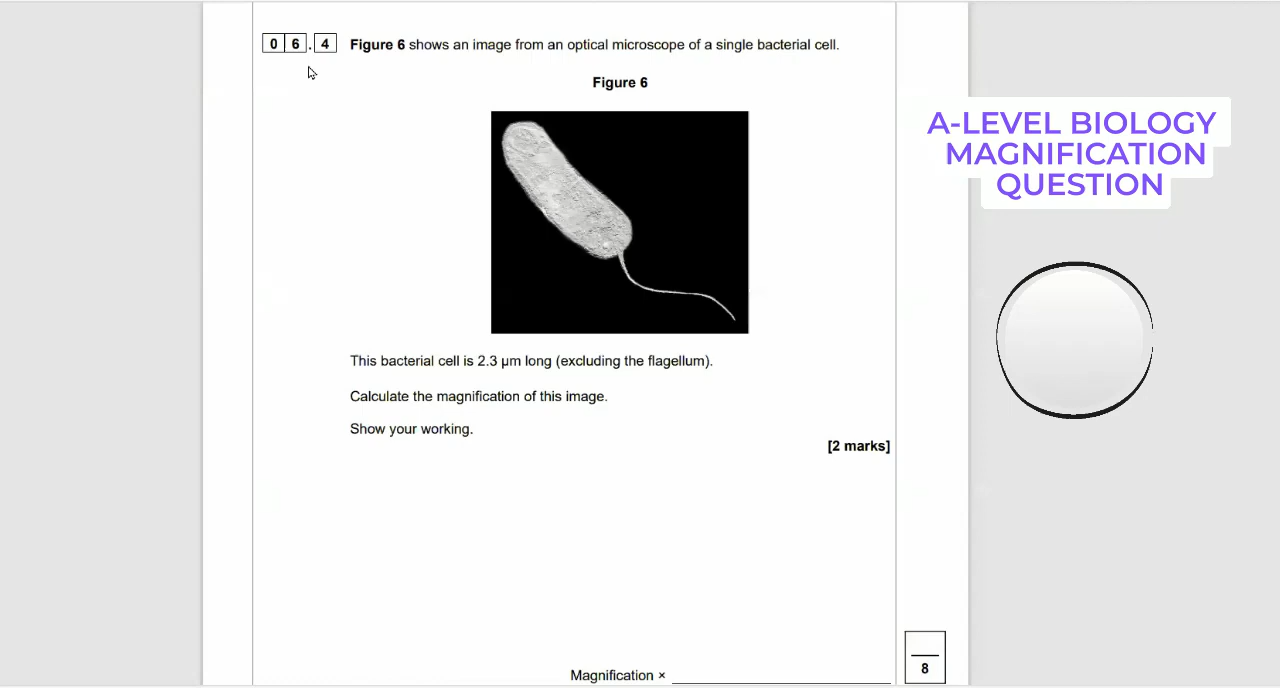 06.4 Figure 6 shows an image from an optical microscope of a single bacterial cell.
Figure 6
A-LEVEL BIOLOGY
MAGNIFICATION
QUESTION
This bacterial cell is 2.3 μm long (excluding the flagellum).
Calculate the magnification of this image.
Show your working.
[2 marks]
Magnification ×
8